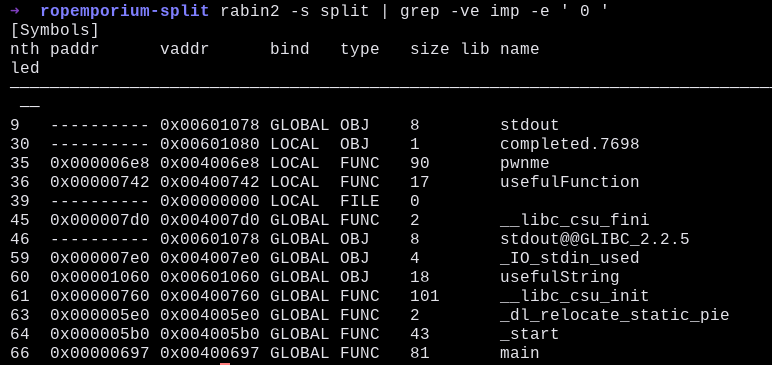 ➜  ropemporium-split rabin2 -s split | grep -ve imp -e ' 0 '
[Symbols]
nth paddr      vaddr      bind   type   size lib name
led
――――――――――――――――――――――――――――――――――――――――――――――――――――――――――――――――――――――――――――
 ――
9   ---------- 0x00601078 GLOBAL OBJ    8        stdout
30  ---------- 0x00601080 LOCAL  OBJ    1        completed.7698
35  0x000006e8 0x004006e8 LOCAL  FUNC   90       pwnme
36  0x00000742 0x00400742 LOCAL  FUNC   17       usefulFunction
39  ---------- 0x00000000 LOCAL  FILE   0
45  0x000007d0 0x004007d0 GLOBAL FUNC   2        __libc_csu_fini
46  ---------- 0x00601078 GLOBAL OBJ    8        stdout@@GLIBC_2.2.5
59  0x000007e0 0x004007e0 GLOBAL OBJ    4        _IO_stdin_used
60  0x00001060 0x00601060 GLOBAL OBJ    18       usefulString
61  0x00000760 0x00400760 GLOBAL FUNC   101      __libc_csu_init
63  0x000005e0 0x004005e0 GLOBAL FUNC   2        _dl_relocate_static_pie
64  0x000005b0 0x004005b0 GLOBAL FUNC   43       _start
66  0x00000697 0x00400697 GLOBAL FUNC   81       main